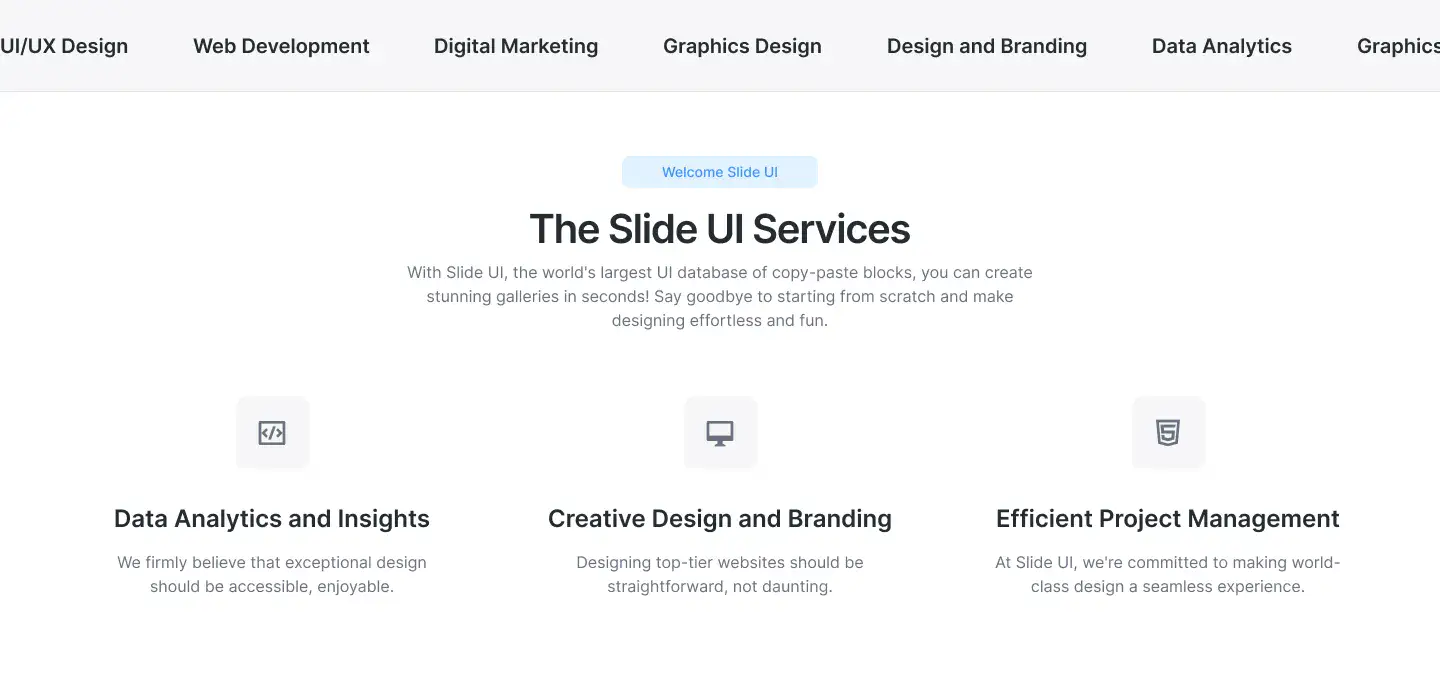 UI/UX Design Web Development Digital Marketing Graphics Design Design and Branding Data Analytics Graphics
Welcome Slide UI
The Slide UI Services
With Slide UI, the world's largest UI database of copy-paste blocks, you can create
stunning galleries in seconds! Say goodbye to starting from scratch and make
designing effortless and fun.
Data Analytics and Insights
We firmly believe that exceptional design
should be accessible, enjoyable.
Creative Design and Branding
Designing top-tier websites should be
straightforward, not daunting.
Efficient Project Management
At Slide UI, we're committed to making world-
class design a seamless experience.